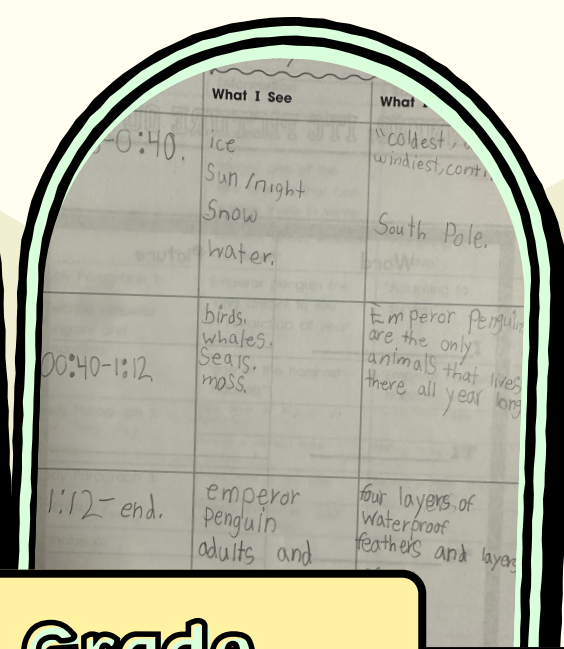 What I See
What
-0:40.
ice
Sun/night
Snow
water.
"coldest,
windiest, conti
South Pole.
00:40-1:12
birds.
whales.
Seals.
moss.
Emperor Penguin
are the only
animals that lives
there all year long
1:12- end.
emperor
penguin
adults and
four layers of
waterproof
feathers and layers
Grade